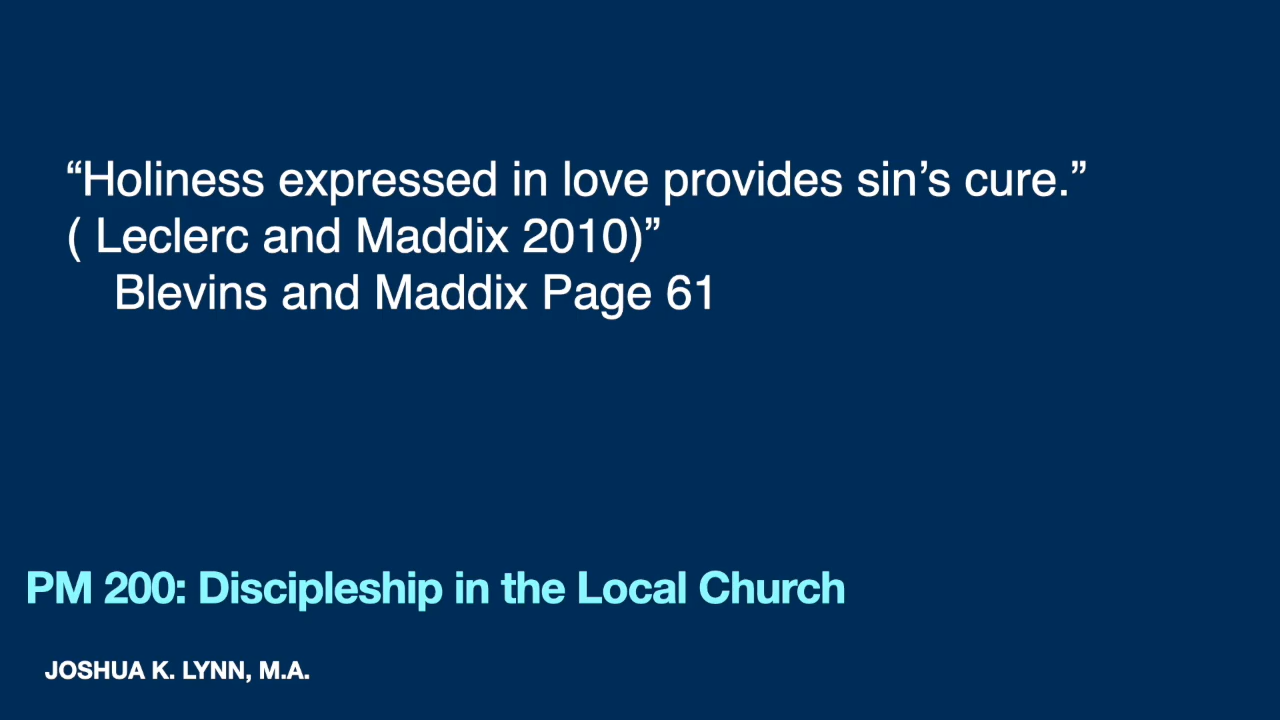 “Holiness expressed in love provides sin’s cure.”
( Leclerc and Maddix 2010)”
Blevins and Maddix Page 61
PM 200: Discipleship in the Local Church
JOSHUA K. LYNN, M.A.